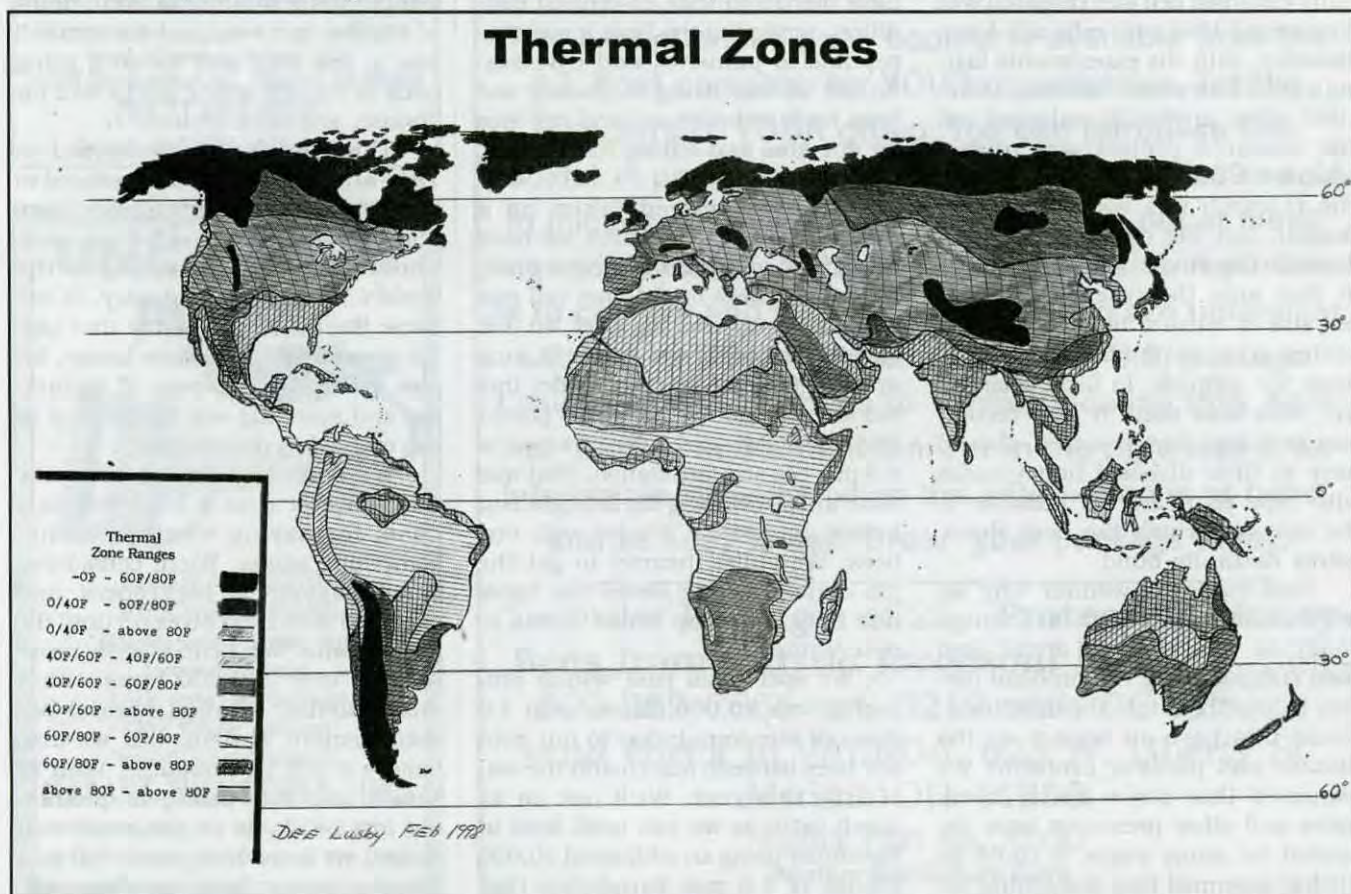 Thermal Zones
60°
30°
0°
30°
60°
Thermal
Zone Ranges
-0F - 60F/80F
0/40F - 60F/80F
0/40F - above 80F
40F/60F - 40F/60F
40F/60F - 60F/80F
40F/60F - above 80F
60F/80F - 60F/80F
60F/80F - above 80F
above 80F - above 80F
DEE Lusby FEb 1992